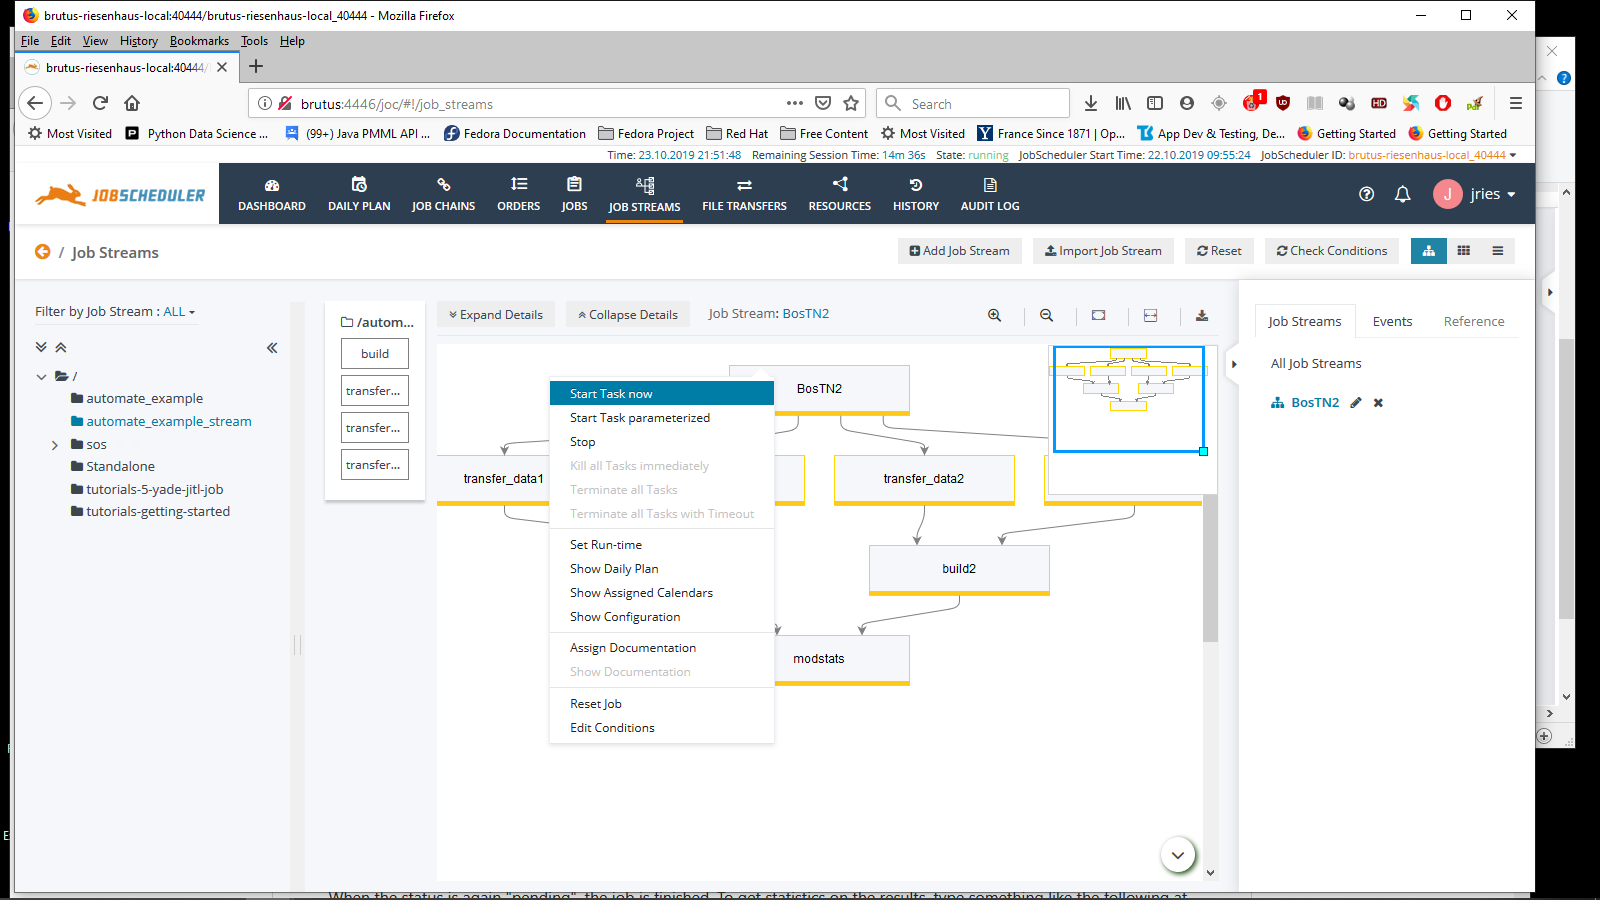 brutus-riesenhaus-local:40444/brutus-riesenhaus-local_40444 - Mozilla Firefox
File Edit View History Bookmarks Tools Help
brutus-riesenhaus-local:40444/
brutus:4446/joc/#!/job_streams
Search
1
Most Visited
Python Data Science ...
(99+) Java PMML API ...
Fedora Documentation
Fedora Project
Red Hat
Free Content
Most Visited
France Since 1871 | Op...
App Dev & Testing, De...
Getting Started
Getting Started
Time: 23.10.2019 21:51:48 Remaining Session Time: 14m 36s State: running JobScheduler Start Time: 22.10.2019 09:55:24 JobScheduler ID: brutus-riesenhaus-local_40444
JOBSCHEDULER
DASHBOARD
DAILY PLAN
JOB CHAINS
ORDERS
JOBS
JOB STREAMS
FILE TRANSFERS
RESOURCES
HISTORY
AUDIT LOG
J
jries
/ Job Streams
Add Job Stream
Import Job Stream
Reset
Check Conditions
Filter by Job Stream : ALL
/
automate_example
automate_example_stream
sos
Standalone
tutorials-5-yade-jitl-job
tutorials-getting-started
/autom...
build
transfer...
transfer...
transfer...
Expand Details
Collapse Details
Job Stream: BosTN2
BosTN2
transfer_data1
transfer_data2
build2
modstats
Start Task now
Start Task parameterized
Stop
Kill all Tasks immediately
Terminate all Tasks
Terminate all Tasks with Timeout
Set Run-time
Show Daily Plan
Show Assigned Calendars
Show Configuration
Assign Documentation
Show Documentation
Reset Job
Edit Conditions
Job Streams
Events
Reference
All Job Streams
BosTN2
When the status is again "pending", the job is finished. To get statistics on the results, type something like the following at